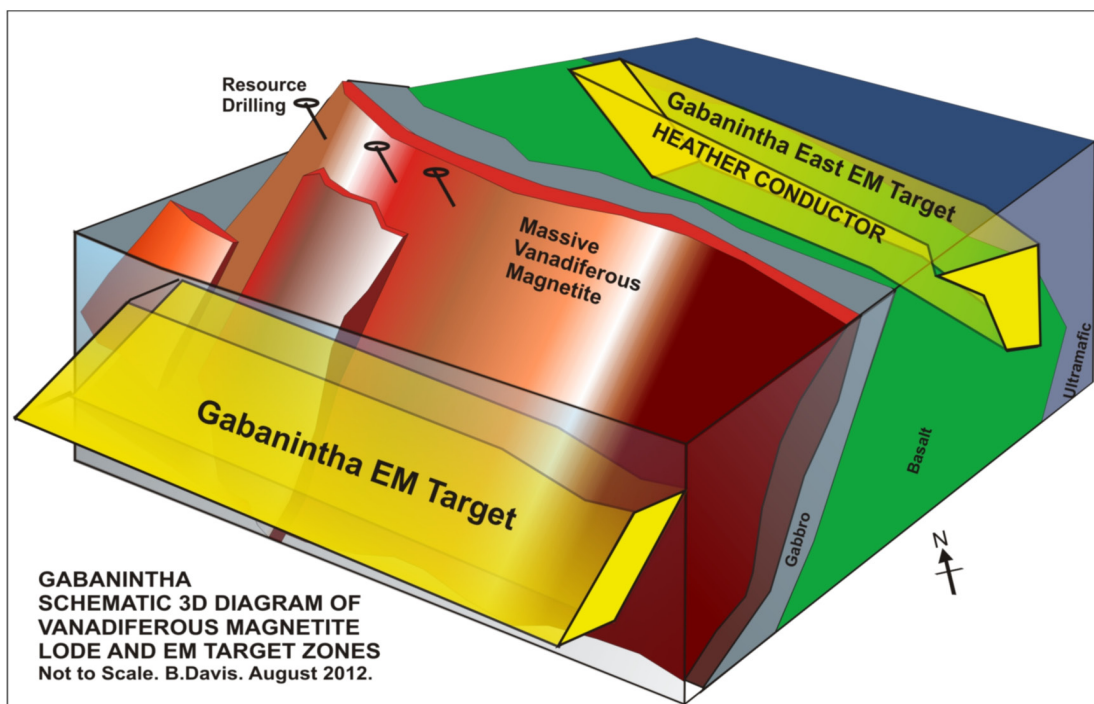 Resource
Drilling
Gabanintha East EM Target
HEATHER CONDUCTOR
Massive
Vanadiferous
Magnetite
Gabanintha EM Target
Ultramafic
Basalt
Gabbro
N
GABANINTHA
SCHEMATIC 3D DIAGRAM OF
VANADIFEROUS MAGNETITE
LODE AND EM TARGET ZONES
Not to Scale. B.Davis. August 2012.